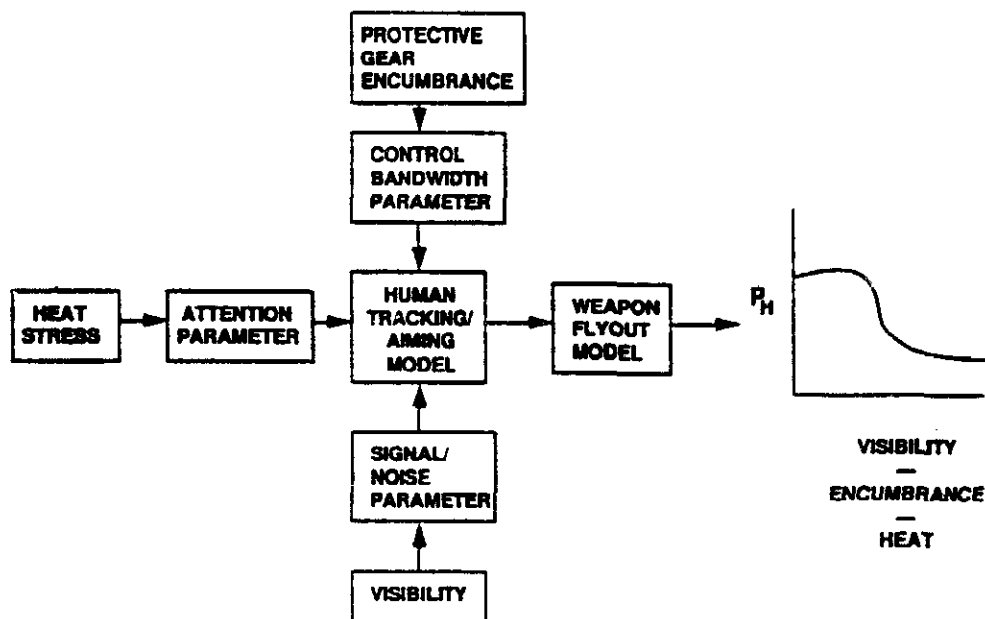 PROTECTIVE
GEAR
ENCUMBRANCE
CONTROL
BANDWIDTH
PARAMETER
HEAT
STRESS
ATTENTION
PARAMETER
HUMAN
TRACKING/
AIMING
MODEL
WEAPON
FLYOUT
MODEL
PH
SIGNAL/
NOISE
PARAMETER
VISIBILITY
VISIBILITY
—
ENCUMBRANCE
—
HEAT